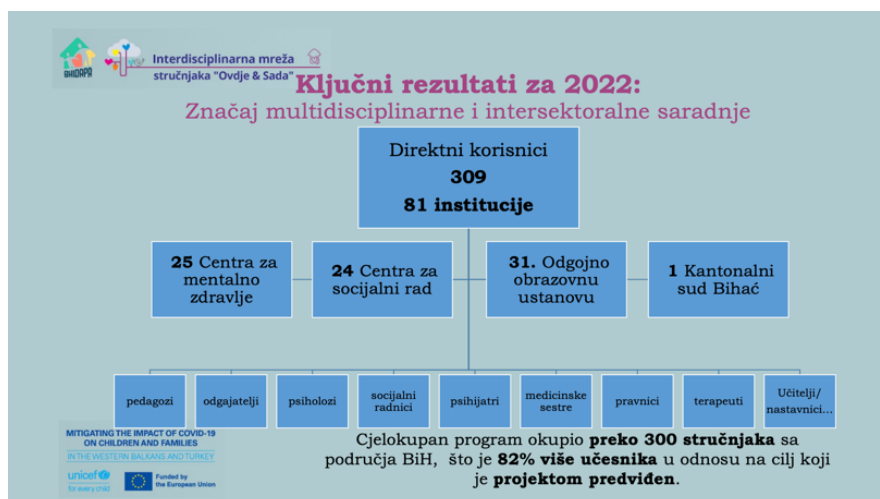 BHIDAPA
Interdisciplinarna mreža
stručnjaka "Ovdje & Sada"
Ključni rezultati za 2022:
Značaj multidisciplinarne i intersektoralne saradnje
Direktni korisnici
309
81 institucije
25 Centra za
mentalno
zdravlje
24 Centra za
socijalni rad
31. Odgojno
obrazovnu
ustanovu
1 Kantonalni
sud Bihać
pedagozi
odgajatelji
psiholozi
socijalni
radnici
psihijatri
medicinske
sestre
pravnici
terapeuti
Učitelji/
nastavnici...
MITIGATING THE IMPACT OF COVID-19
ON CHILDREN AND FAMILIES
IN THE WESTERN BALKANS AND TURKEY
unicef
for every child
Funded by
the European Union
Cjelokupan program okupio preko 300 stručnjaka sa
područja BiH, što je 82% više učesnika u odnosu na cilj koji
je projektom predviđen.